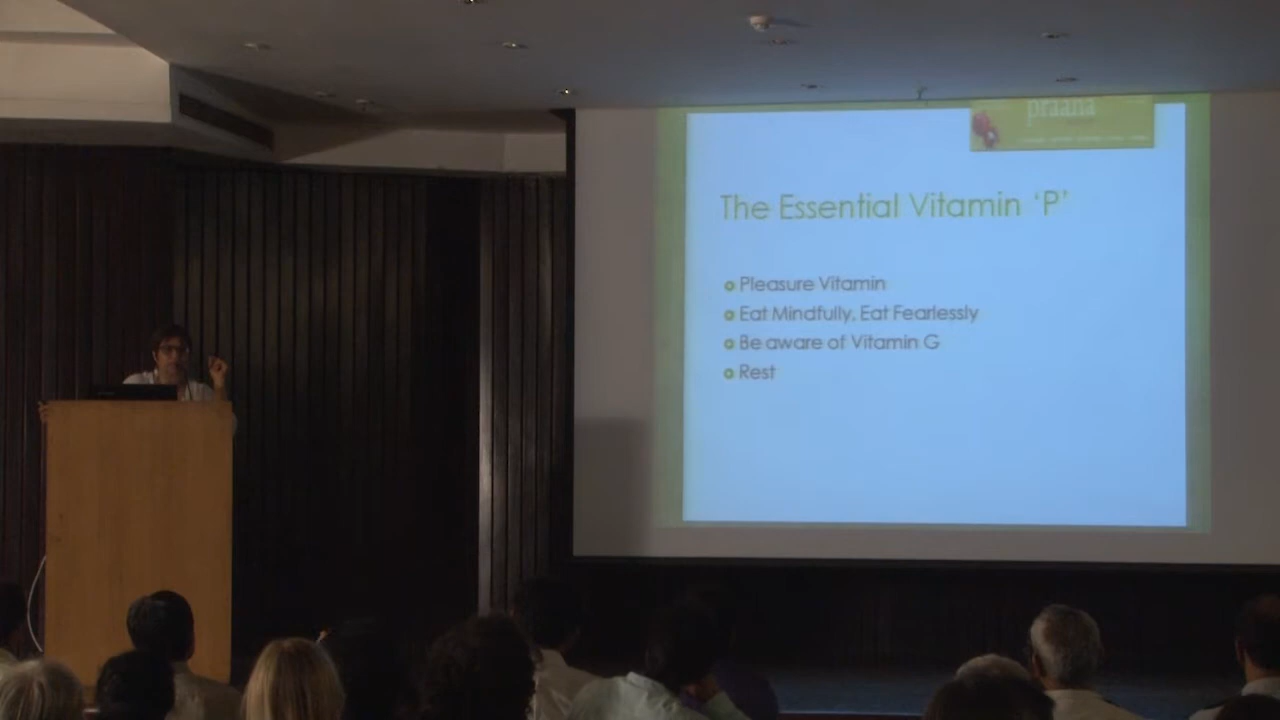 praana
The Essential Vitamin ‘P’
Pleasure Vitamin
Eat Mindfully, Eat Fearlessly
Be aware of Vitamin G
Rest